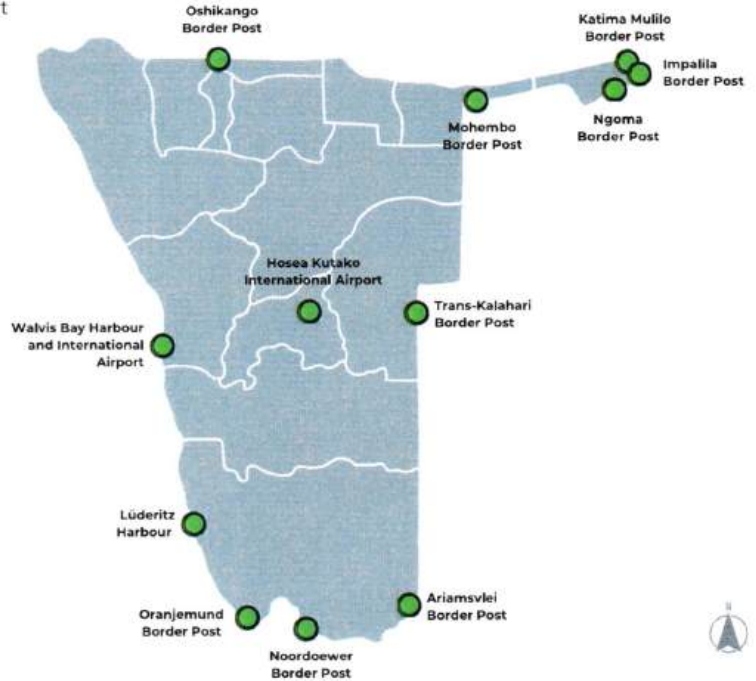 t
Oshikango
Border Post
Katima Mulilo
Border Post
Impalila
Border Post
Mohembo
Border Post
Ngoma
Border Post
Hosea Kutako
International Airport
Trans-Kalahari
Border Post
Walvis Bay Harbour
and International
Airport
Lüderitz
Harbour
Oranjemund
Border Post
Ariamsvlei
Border Post
Noordoewer
Border Post
N